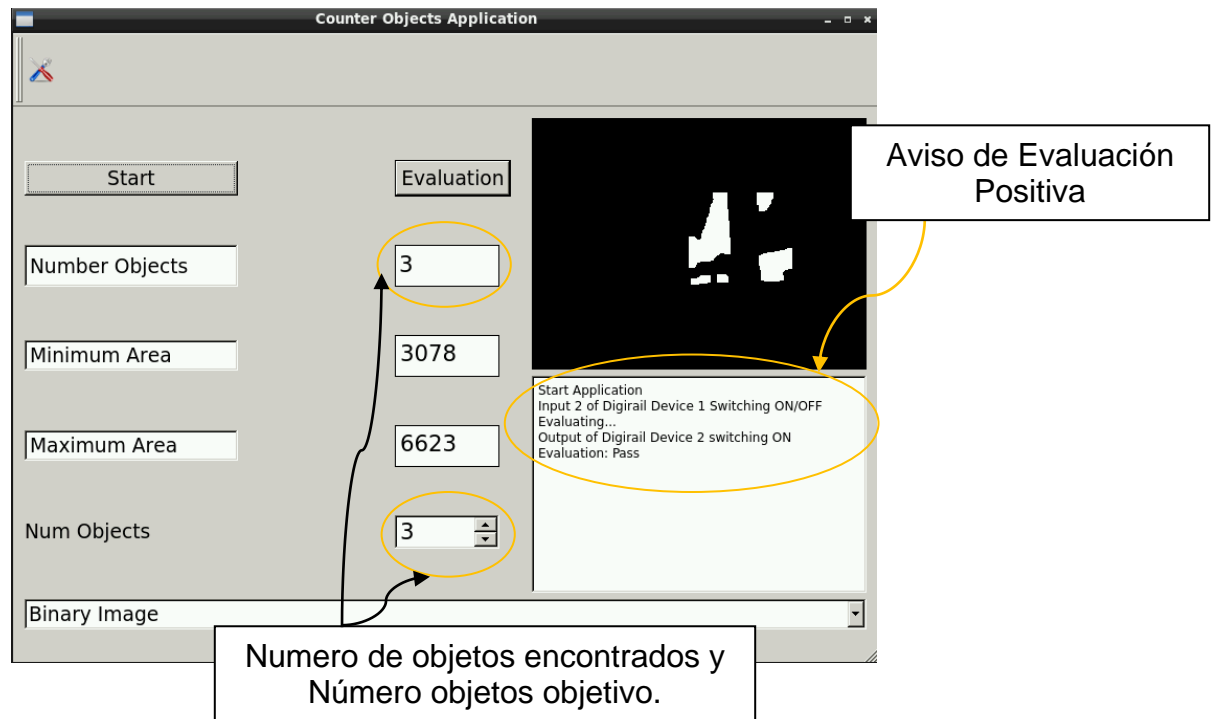 Counter Objects Application
Start
Evaluation
Aviso de Evaluación
Positiva
Number Objects
3
Minimum Area
3078
Maximum Area
6623
Num Objects
3
Start Application
Input 2 of Digirail Device 1 Switching ON/OFF
Evaluating...
Output of Digirail Device 2 switching ON
Evaluation: Pass
Binary Image
Numero de objetos encontrados y
Número objetos objetivo.